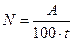 N = A / 100 · t